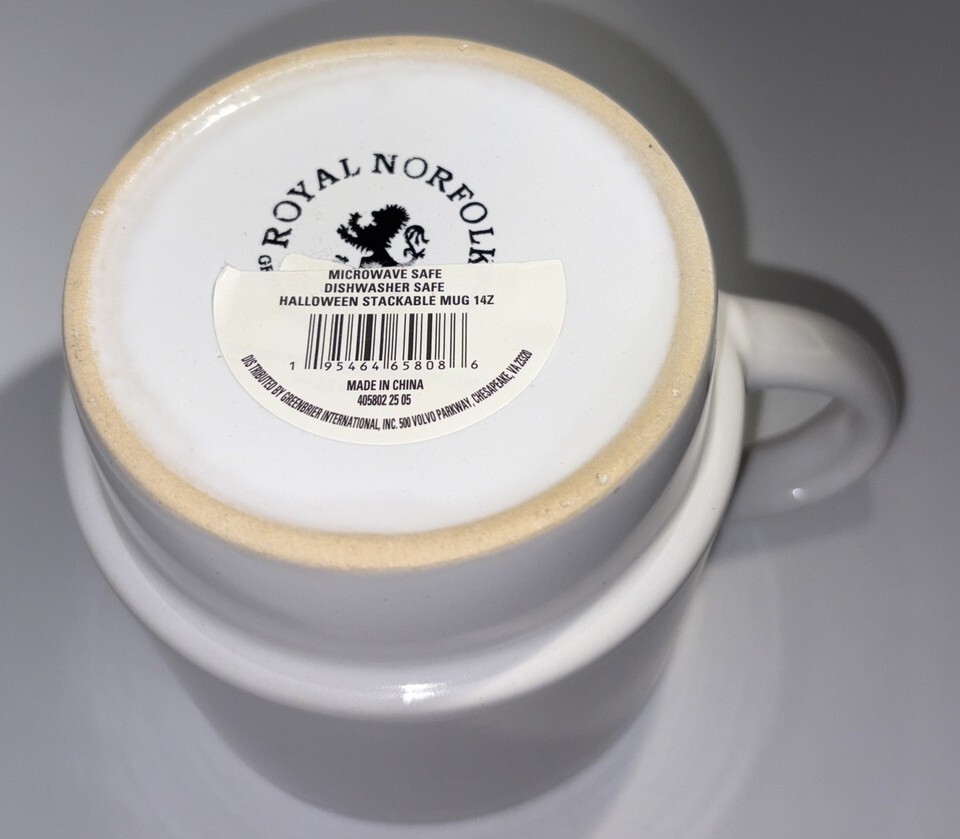 ROYAL NORFOLK
MICROWAVE SAFE
DISHWASHER SAFE
HALLOWEEN STACKABLE MUG 14Z
1 95464 65808 6
MADE IN CHINA
405802 25 05
DISTRIBUTED BY GREENBRIER INTERNATIONAL, INC. 500 VOLVO PARKWAY, CHESAPEAKE, VA 23320